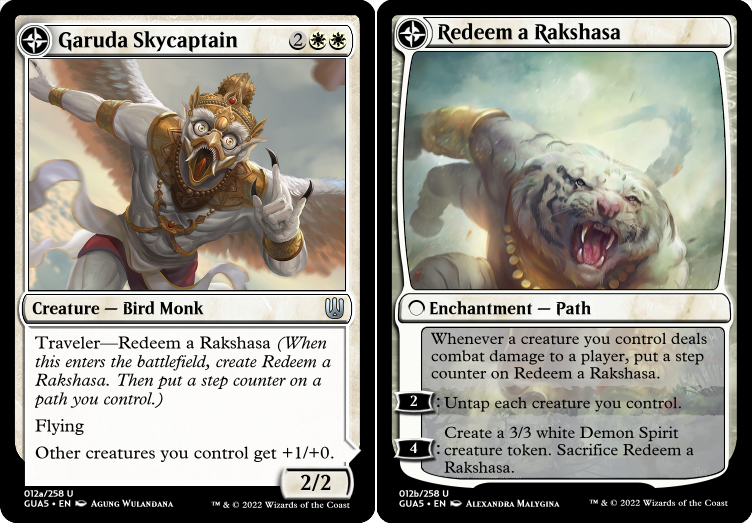 Garuda Skycaptain 2
Creature — Bird Monk
Traveler—Redeem a Rakshasa (When
this enters the battlefield, create Redeem a
Rakshasa. Then put a step counter on a
path you control.)
Flying
Other creatures you control get +1/+0.
2/2
012a/258 U
GUA5 • EN Agung Wulandana
™ & © 2022 Wizards of the Coast
Redeem a Rakshasa
Enchantment — Path
Whenever a creature you control deals
combat damage to a player, put a step
counter on Redeem a Rakshasa.
2 : Untap each creature you control.
Create a 3/3 white Demon Spirit
4 : creature token. Sacrifice Redeem a
Rakshasa.
012b/258 U
GUA5 • EN Alexandra Malygina
™ & © 2022 Wizards of the Coast